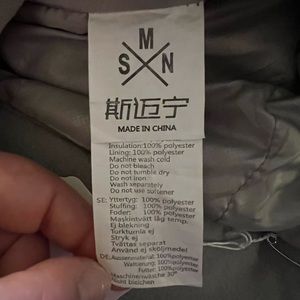 M
S N
斯迈宁
MADE IN CHINA
Insulation:100% polyester
Lining: 100% polyester
Machine wash cold
Do not bleach
Do not tumble dry
Do not iron
Wash separately
Do not use sultener
SE: Yttertyg: 100% polyester
Stuffing: 100% polyester
Foder: 100% polyester
Maskintvätt låg temp.
Ej blekning
Torktumla ej
Stryk ej
Tvättas separat
Använd ej sköljmedel
DE: Aussenmaterial: 100%polyester
Wattierung: 100%polyester
Futter: 100%polyester
Maschinenwäsche 30°
Nicht bleichen